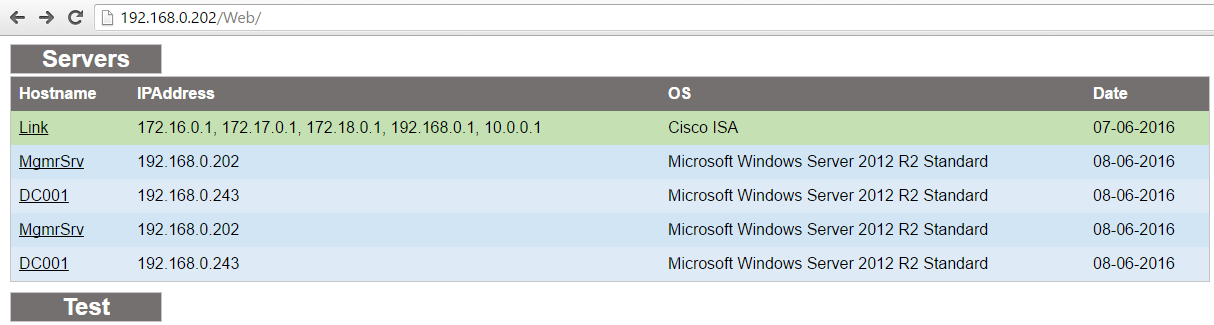 192.168.0.202/Web/
Servers
Hostname IPAddress OS Date
Link 172.16.0.1, 172.17.0.1, 172.18.0.1, 192.168.0.1, 10.0.0.1 Cisco ISA 07-06-2016
MgmrSrv 192.168.0.202 Microsoft Windows Server 2012 R2 Standard 08-06-2016
DC001 192.168.0.243 Microsoft Windows Server 2012 R2 Standard 08-06-2016
MgmrSrv 192.168.0.202 Microsoft Windows Server 2012 R2 Standard 08-06-2016
DC001 192.168.0.243 Microsoft Windows Server 2012 R2 Standard 08-06-2016
Test